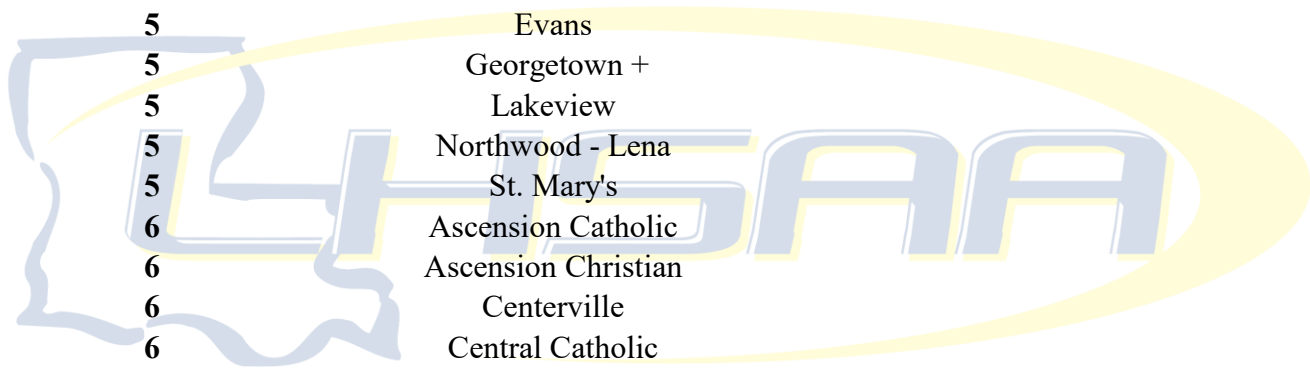 5 Evans
5 Georgetown +
5 Lakeview
5 Northwood - Lena
5 St. Mary's
6 Ascension Catholic
6 Ascension Christian
6 Centerville
6 Central Catholic
LHSAA